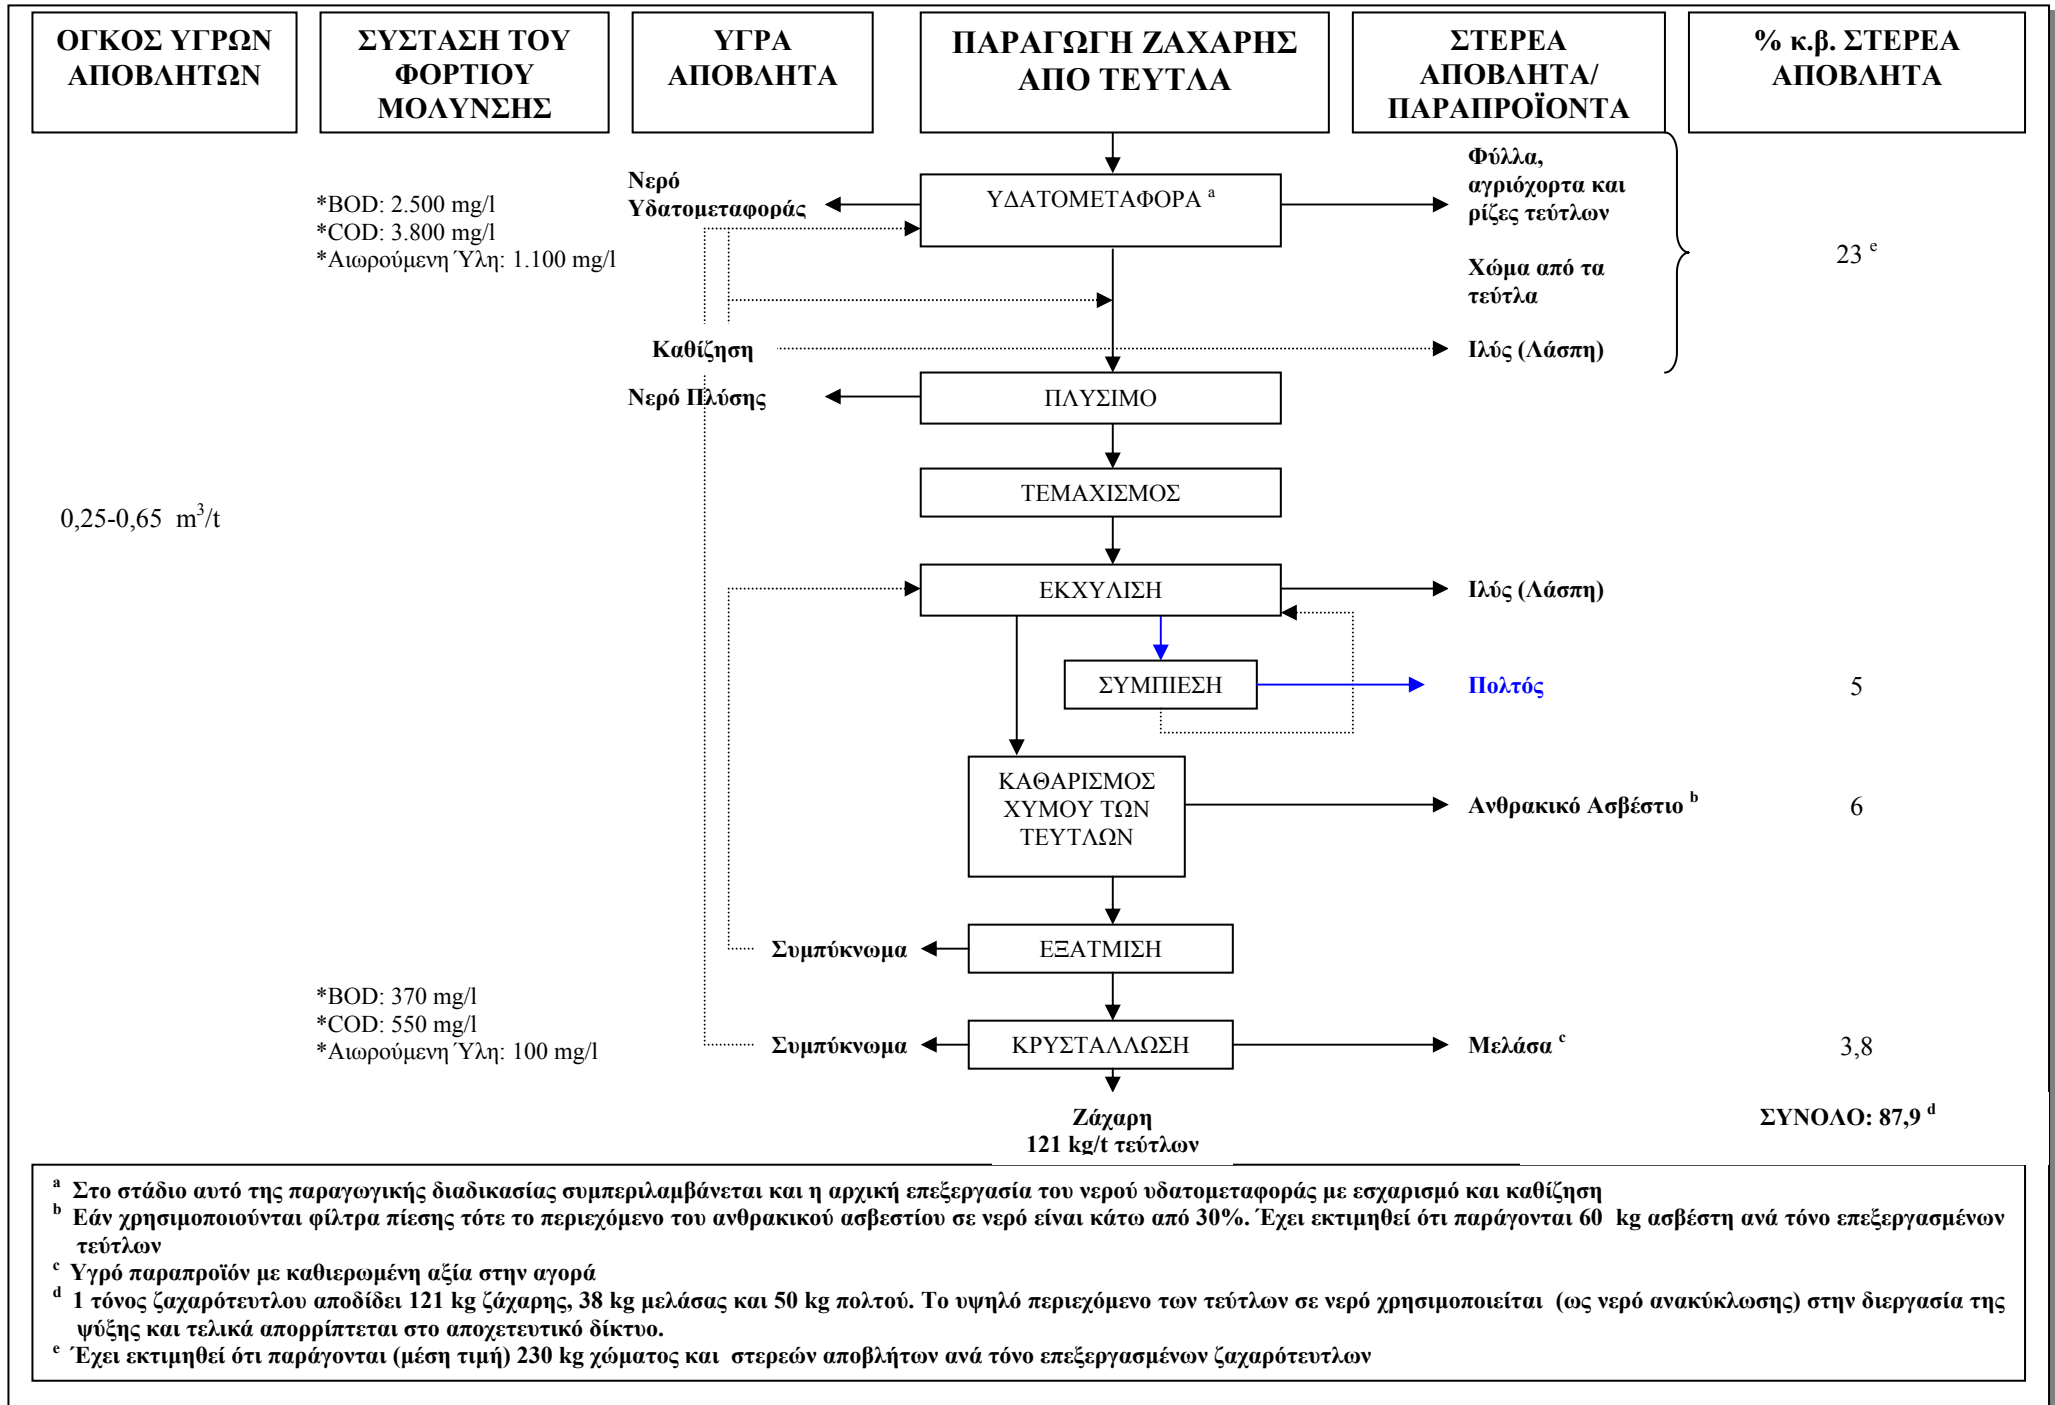 ΟΓΚΟΣ ΥΓΡΩΝ
ΑΠΟΒΛΗΤΩΝ
ΣΥΣΤΑΣΗ ΤΟΥ
ΦΟΡΤΙΟΥ
ΜΟΛΥΝΣΗΣ
ΥΓΡΑ
ΑΠΟΒΛΗΤΑ
ΠΑΡΑΓΩΓΗ ΖΑΧΑΡΗΣ
ΑΠΟ ΤΕΥΤΛΑ
ΣΤΕΡΕΑ
ΑΠΟΒΛΗΤΑ/
ΠΑΡΑΠΡΟΪΟΝΤΑ
% κ.β. ΣΤΕΡΕΑ
ΑΠΟΒΛΗΤΑ
*BOD: 2.500 mg/l
*COD: 3.800 mg/l
*Αιωρούμενη Ύλη: 1.100 mg/l
Νερό
Υδατομεταφοράς
ΥΔΑΤΟΜΕΤΑΦΟΡΑ a
Φύλλα,
αγριόχορτα και
ρίζες τεύτλων
Χώμα από τα
τεύτλα
23 e
Καθίζηση
Ιλύς (Λάσπη)
Νερό Πλύσης
ΠΛΥΣΙΜΟ
ΤΕΜΑΧΙΣΜΟΣ
0,25-0,65 m3/t
ΕΚΧΥΛΙΣΗ
Ιλύς (Λάσπη)
ΣΥΜΠΙΕΣΗ
Πολτός
5
ΚΑΘΑΡΙΣΜΟΣ
ΧΥΜΟΥ ΤΩΝ
ΤΕΥΤΛΩΝ
Ανθρακικό Ασβέστιο b
6
Συμπύκνωμα
ΕΞΑΤΜΙΣΗ
*BOD: 370 mg/l
*COD: 550 mg/l
*Αιωρούμενη Ύλη: 100 mg/l
Συμπύκνωμα
ΚΡΥΣΤΑΛΛΩΣΗ
Μελάσα c
3,8
Ζάχαρη
121 kg/t τεύτλων
ΣΥΝΟΛΟ: 87,9 d
a Στο στάδιο αυτό της παραγωγικής διαδικασίας συμπεριλαμβάνεται και η αρχική επεξεργασία του νερού υδατομεταφοράς με εσχαρισμό και καθίζηση
b Εάν χρησιμοποιούνται φίλτρα πίεσης τότε το περιεχόμενο του ανθρακικού ασβεστίου σε νερό είναι κάτω από 30%. Έχει εκτιμηθεί ότι παράγονται 60 kg ασβέστη ανά τόνο επεξεργασμένων
τεύτλων
c Υγρό παραπροϊόν με καθιερωμένη αξία στην αγορά
d 1 τόνος ζαχαρότευτλου αποδίδει 121 kg ζάχαρης, 38 kg μελάσας και 50 kg πολτού. Το υψηλό περιεχόμενο των τεύτλων σε νερό χρησιμοποιείται (ως νερό ανακύκλωσης) στην διεργασία της
ψύξης και τελικά απορρίπτεται στο αποχετευτικό δίκτυο.
e Έχει εκτιμηθεί ότι παράγονται (μέση τιμή) 230 kg χώματος και στερεών αποβλήτων ανά τόνο επεξεργασμένων ζαχαρότευτλων